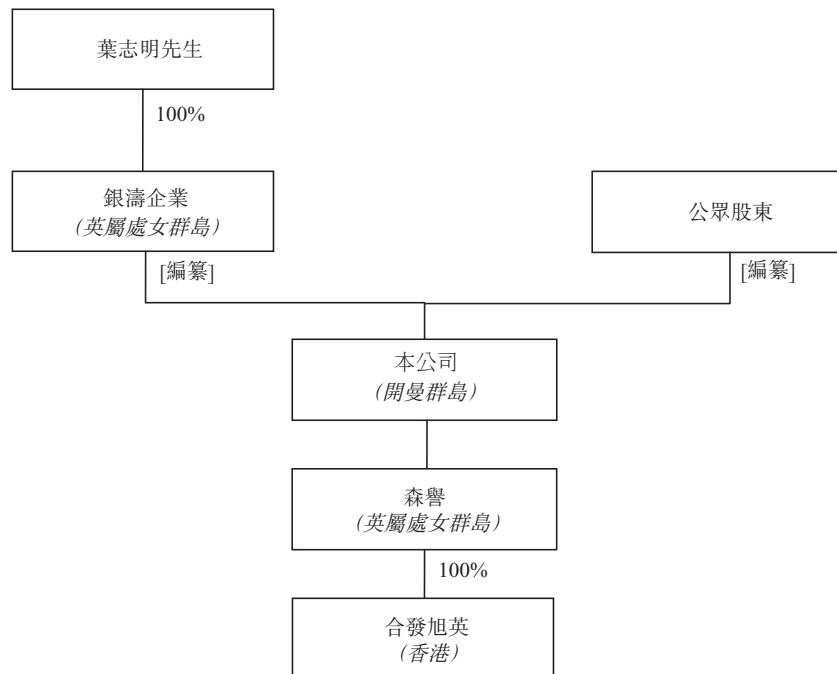 葉志明先生
100%
銀濤企業
(英屬處女群島)
公眾股東
[編纂]
[編纂]
本公司
(開曼群島)
森譽
(英屬處女群島)
100%
合發旭英
(香港)